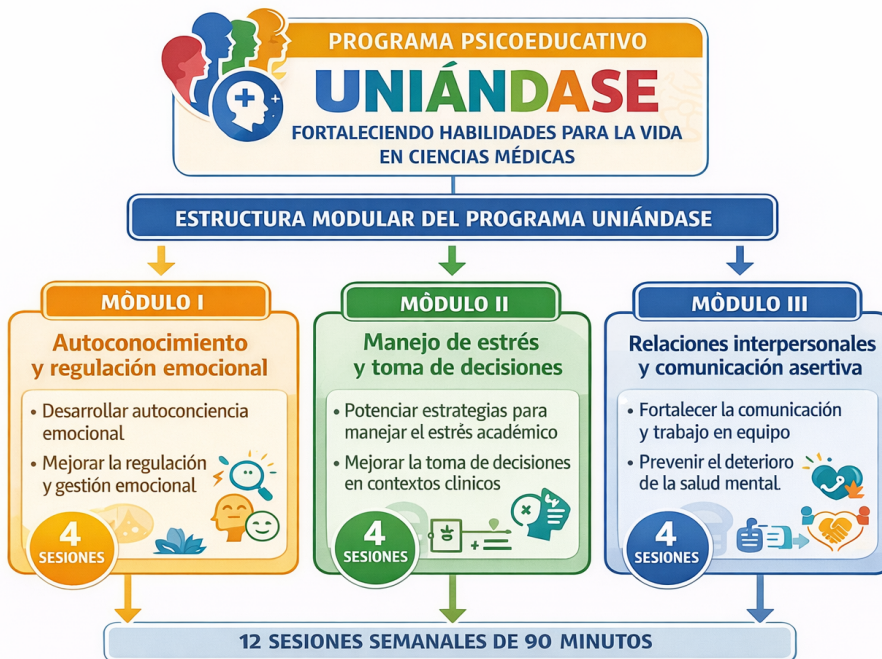 PROGRAMA PSICOEDUCATIVO
UNIÁNDASE
FORTALECIENDO HABILIDADES PARA LA VIDA
EN CIENCIAS MÉDICAS
ESTRUCTURA MODULAR DEL PROGRAMA UNIÁNDASE
MÒDULO I
Autoconocimiento
y regulación emocional
• Desarrollar autoconciencia
emocional
• Mejorar la regulación
y gestión emocional
4
SESIONES
MÒDULO II
Manejo de estrés
y toma de decisiones
• Potenciar estrategias para
manejar el estrés académico
• Mejorar la toma de decisiones
en contextos clinicos
4
SESIONES
MÒDULO III
Relaciones interpersonales
y comunicación asertiva
• Fortalecer la comunicación
y trabajo en equipo
• Prevenir el deterioro
de la salud mental.
4
SESIONES
12 SESIONES SEMANALES DE 90 MINUTOS